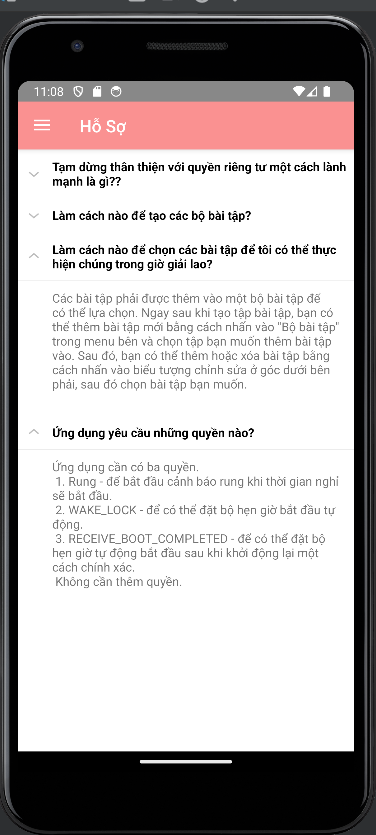 11:08
Hỗ Sợ
Tạm dừng thân thiện với quyền riêng tư một cách lành
mạnh là gì??
Làm cách nào để tạo các bộ bài tập?
Làm cách nào để chọn các bài tập để tôi có thể thực
hiện chúng trong giờ giải lao?
Các bài tập phải được thêm vào một bộ bài tập để
có thể lựa chọn. Ngay sau khi tạo tập bài tập, bạn có
thể thêm bài tập mới bằng cách nhấn vào "Bộ bài tập"
trong menu bên và chọn tập bạn muốn thêm bài tập
vào. Sau đó, bạn có thể thêm hoặc xóa bài tập bằng
cách nhấn vào biểu tượng chỉnh sửa ở góc dưới bên
phải, sau đó chọn bài tập bạn muốn.
Ứng dụng yêu cầu những quyền nào?
Ứng dụng cần có ba quyền.
1. Rung - để bắt đầu cảnh báo rung khi thời gian nghỉ
sẽ bắt đầu.
2. WAKE_LOCK - để có thể đặt bộ hẹn giờ bắt đầu tự
động.
3. RECEIVE_BOOT_COMPLETED - để có thể đặt bộ
hẹn giờ tự động bắt đầu sau khi khởi động lại một
cách chính xác.
Không cần thêm quyền.